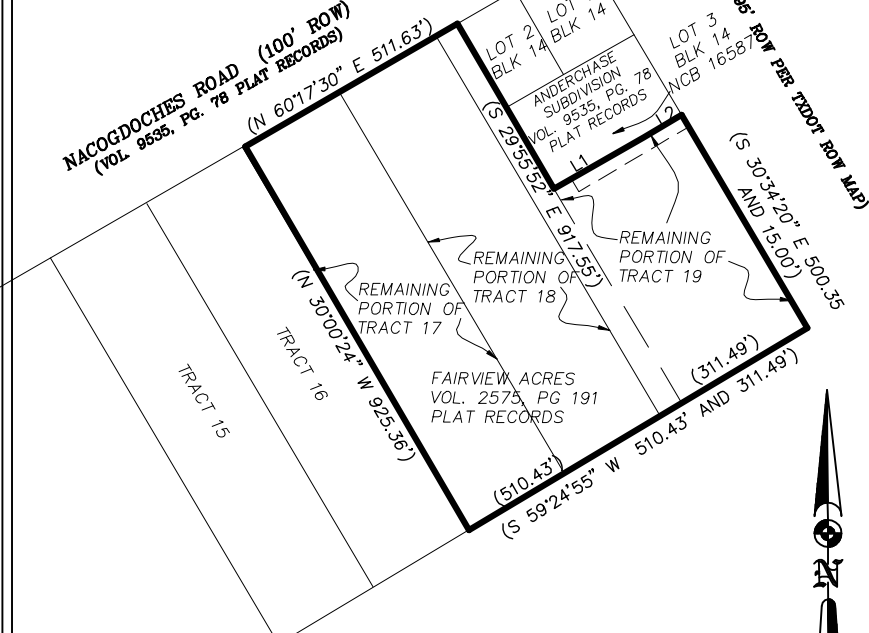 NACOGDOCHES ROAD (100' ROW)
(VOL. 9535, PG. 78 PLAT RECORDS)
(N 60°17'30" E 511.63')
LOT 2
BLK 14
LOT
BLK 14
ANDERCHASE
SUBDIVISION
VOL. 9535, PG. 78
PLAT RECORDS
LOT 3
BLK 14
NCB 16587
95' ROW PER TXDOT ROW MAP)
L1
L2
(S 29°55'52" E 917.55')
(S 30°34'20" E 500.35
AND 15.00')
REMAINING
PORTION OF
TRACT 19
REMAINING
PORTION OF
TRACT 18
REMAINING
PORTION OF
TRACT 17
(N 30°00'24" W 925.36')
TRACT 16
TRACT 15
FAIRVIEW ACRES
VOL. 2575, PG 191
PLAT RECORDS
(311.49')
(510.43')
(S 59°24'55" W 510.43' AND 311.49')
N